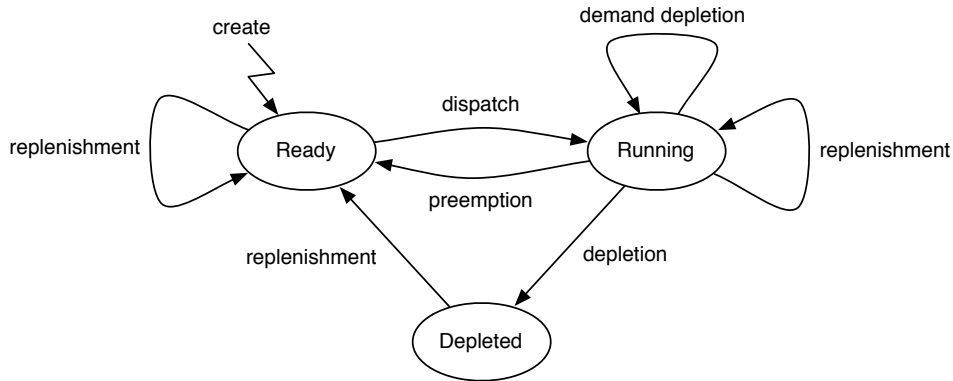 demand depletion
create
dispatch
replenishment
Ready
Running
replenishment
preemption
replenishment
depletion
Depleted